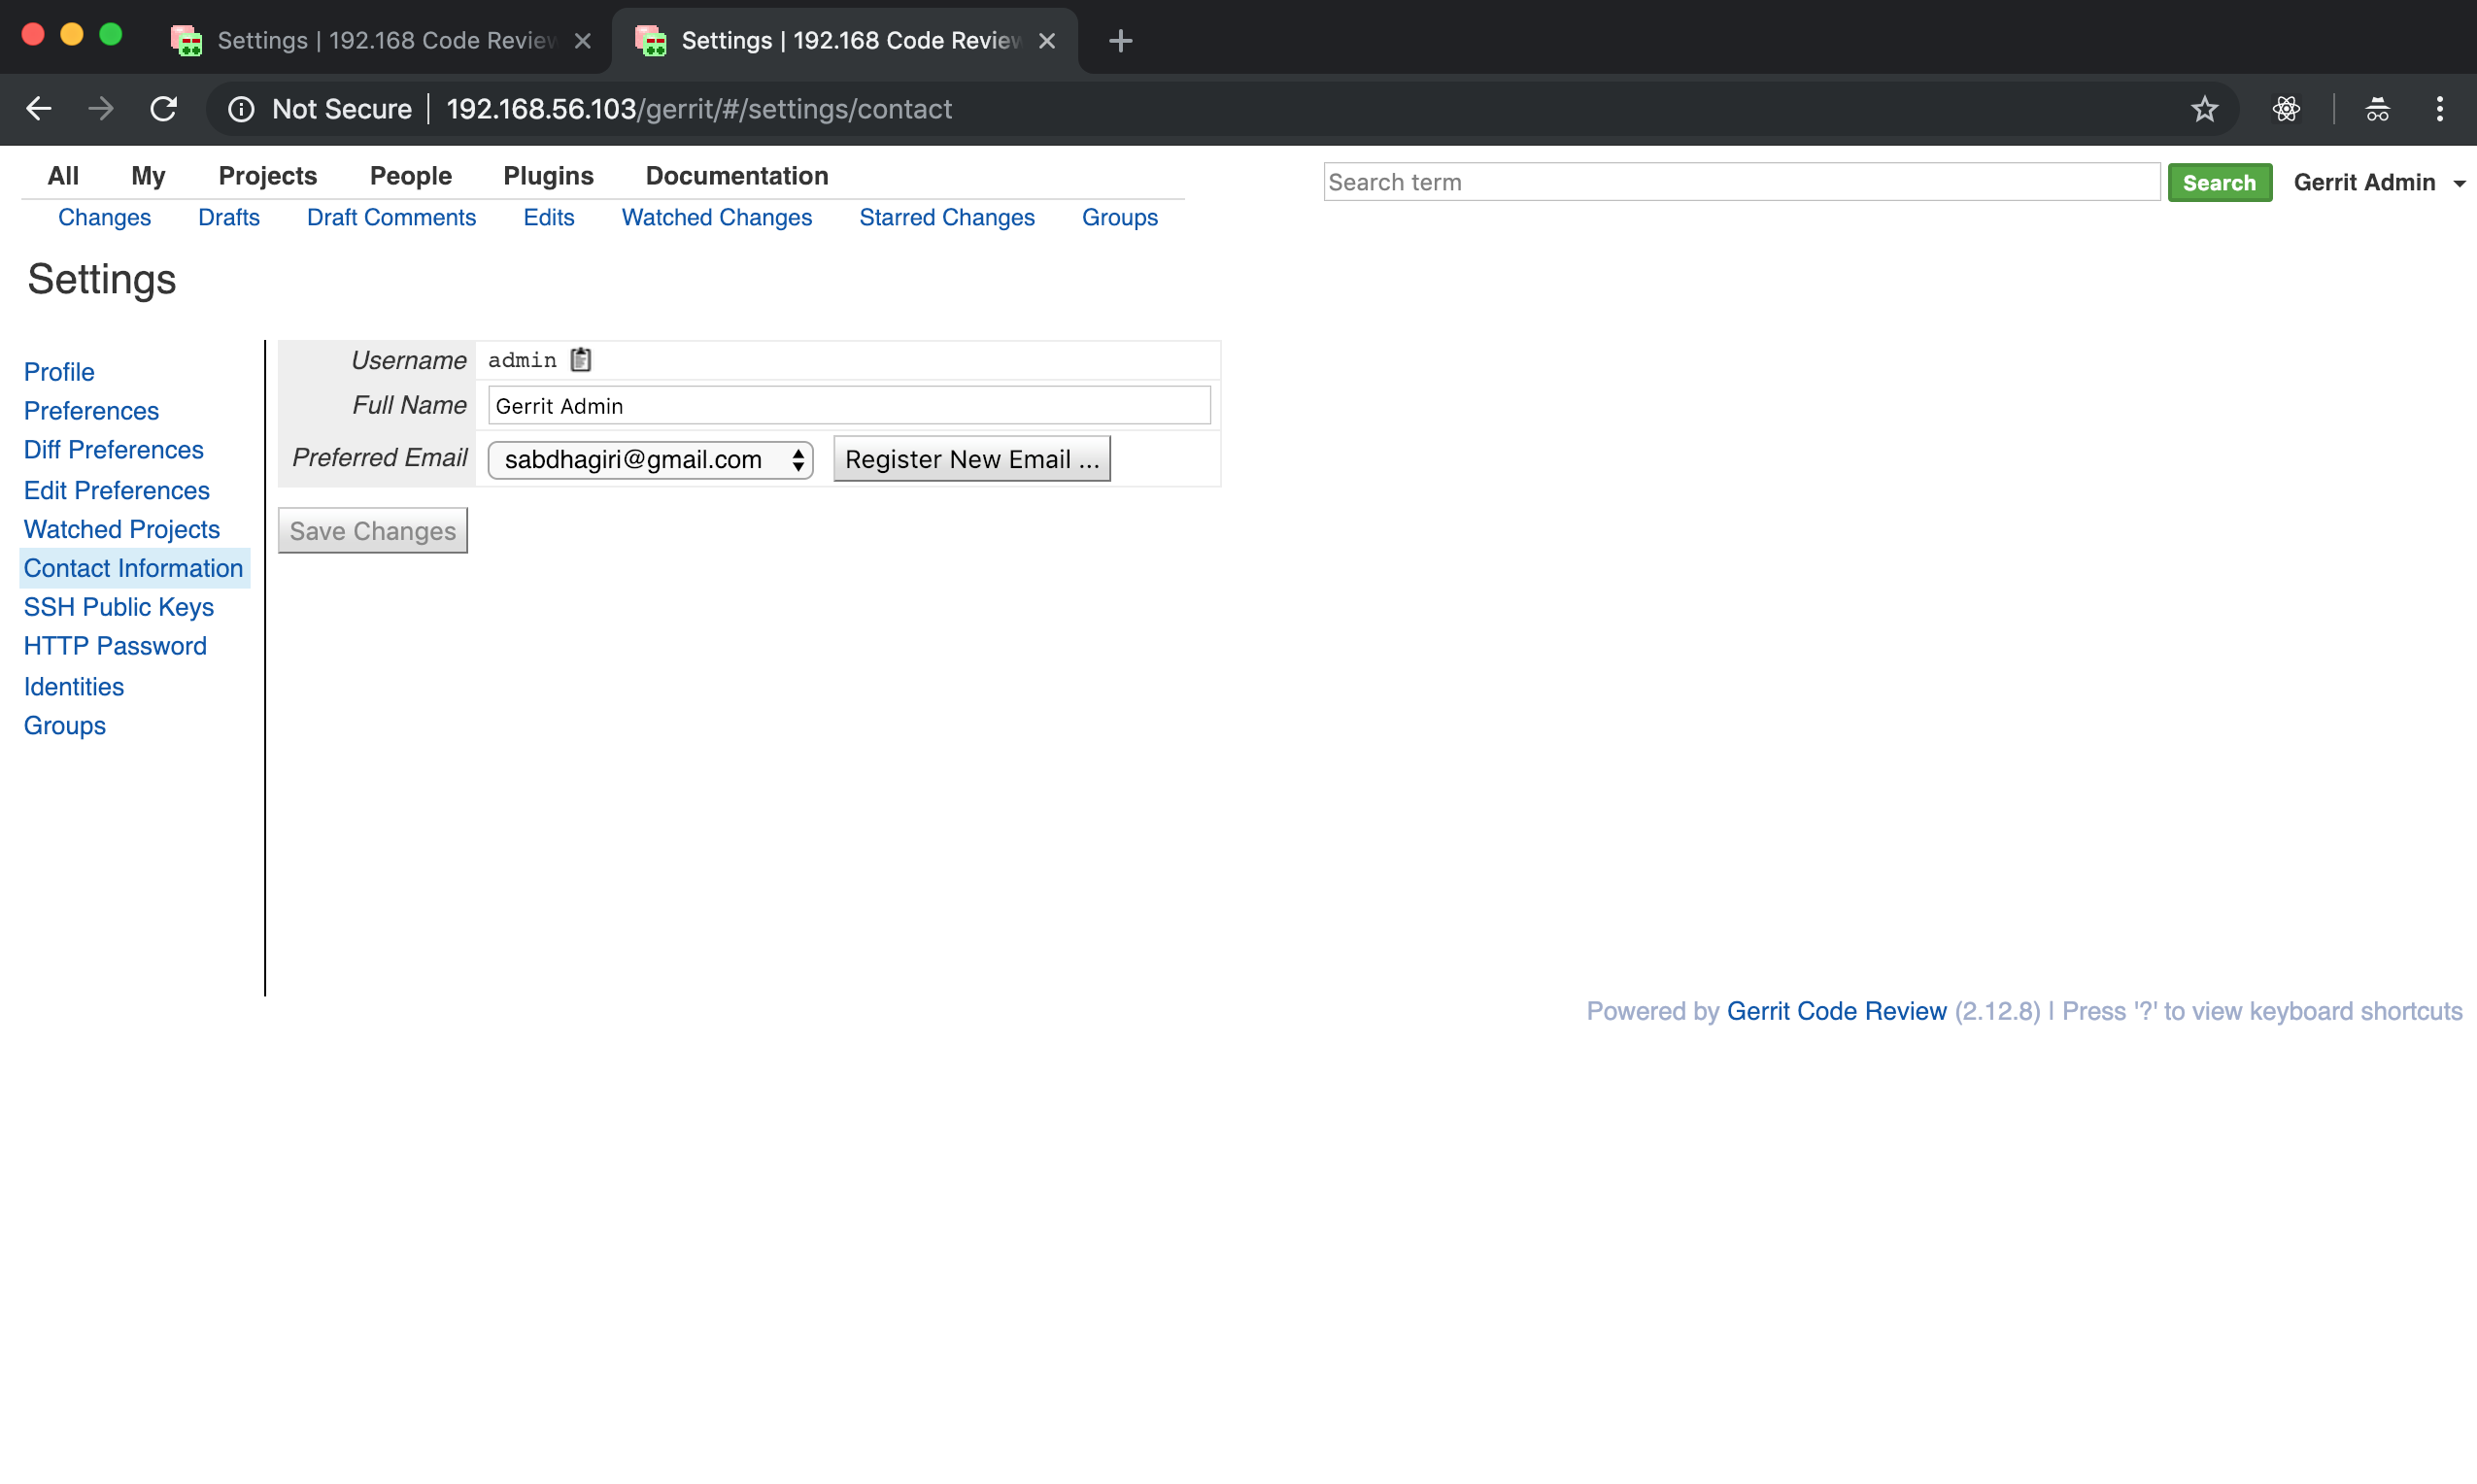 Settings | 192.168 Code Review
Settings | 192.168 Code Review
Not Secure | 192.168.56.103/gerrit/#/settings/contact
All My Projects People Plugins Documentation
Search term Search Gerrit Admin
Changes Drafts Draft Comments Edits Watched Changes Starred Changes Groups
Settings
Profile
Preferences
Diff Preferences
Edit Preferences
Watched Projects
Contact Information
SSH Public Keys
HTTP Password
Identities
Groups
Username admin
Full Name Gerrit Admin
Preferred Email sabdhagiri@gmail.com Register New Email ...
Save Changes
Powered by Gerrit Code Review (2.12.8) | Press '?' to view keyboard shortcuts